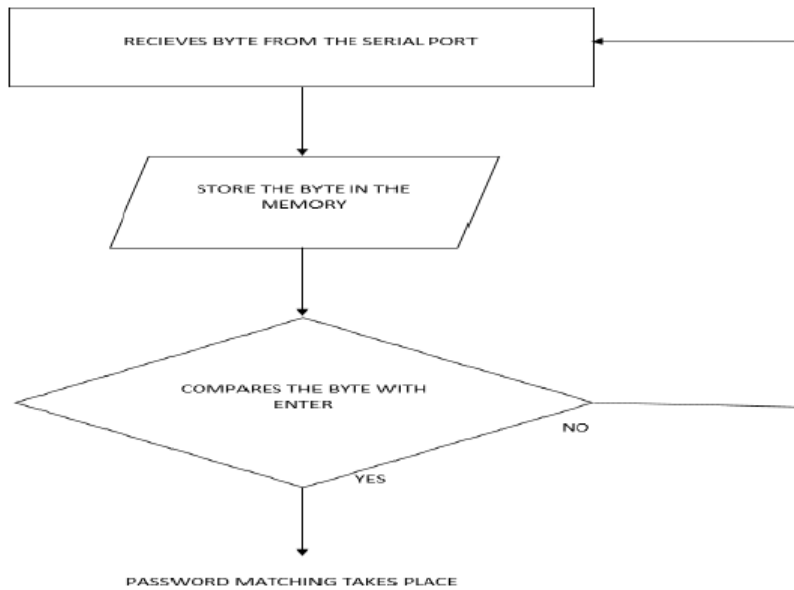 RECIEVES BYTE FROM THE SERIAL PORT
STORE THE BYTE IN THE
MEMORY
COMPARES THE BYTE WITH
ENTER
NO
YES
PASSWORD MATCHING TAKES PLACE